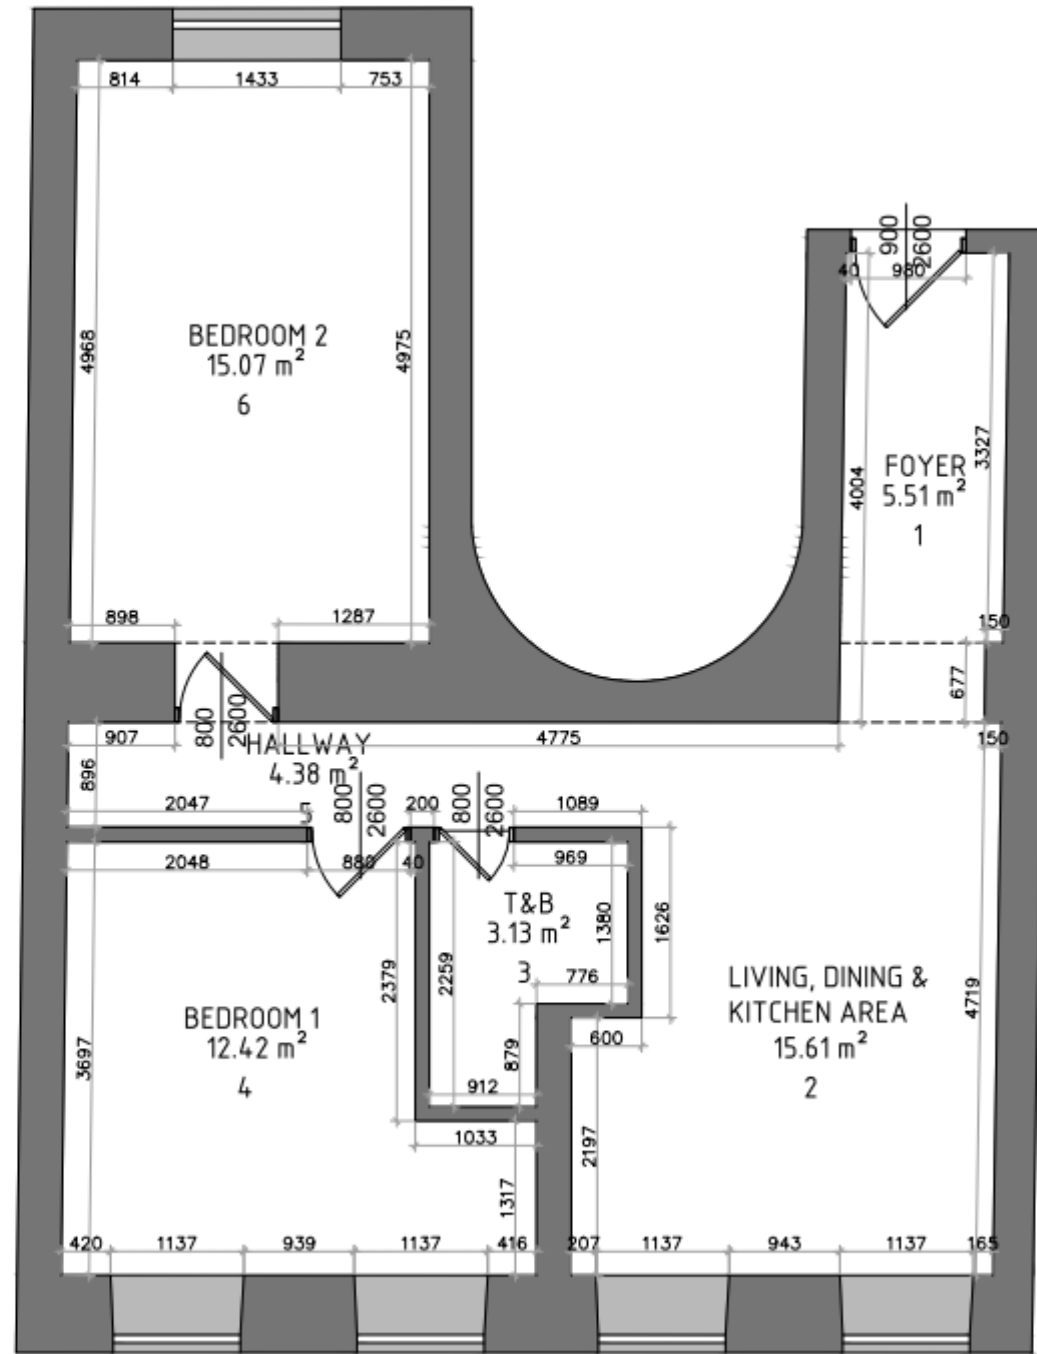 814 1433 753
900
2600
40 980
BEDROOM 2
15.07 m²
6
4968
4975
FOYER
5.51 m²
1
4004
3327
898 1287
150
677
800
2600
907
HALLWAY
4.38 m²
5
4775
150
896
2047
800
2600
200
800
2600
1089
2048 880 40
969
T&B
3.13 m²
3
1380
1626
776
2379
2259
LIVING, DINING &
KITCHEN AREA
15.61 m²
2
4719
BEDROOM 1
12.42 m²
4
3697
600
879
912
1033
2197
1317
420 1137 939 1137 416
207 1137 943 1137 165